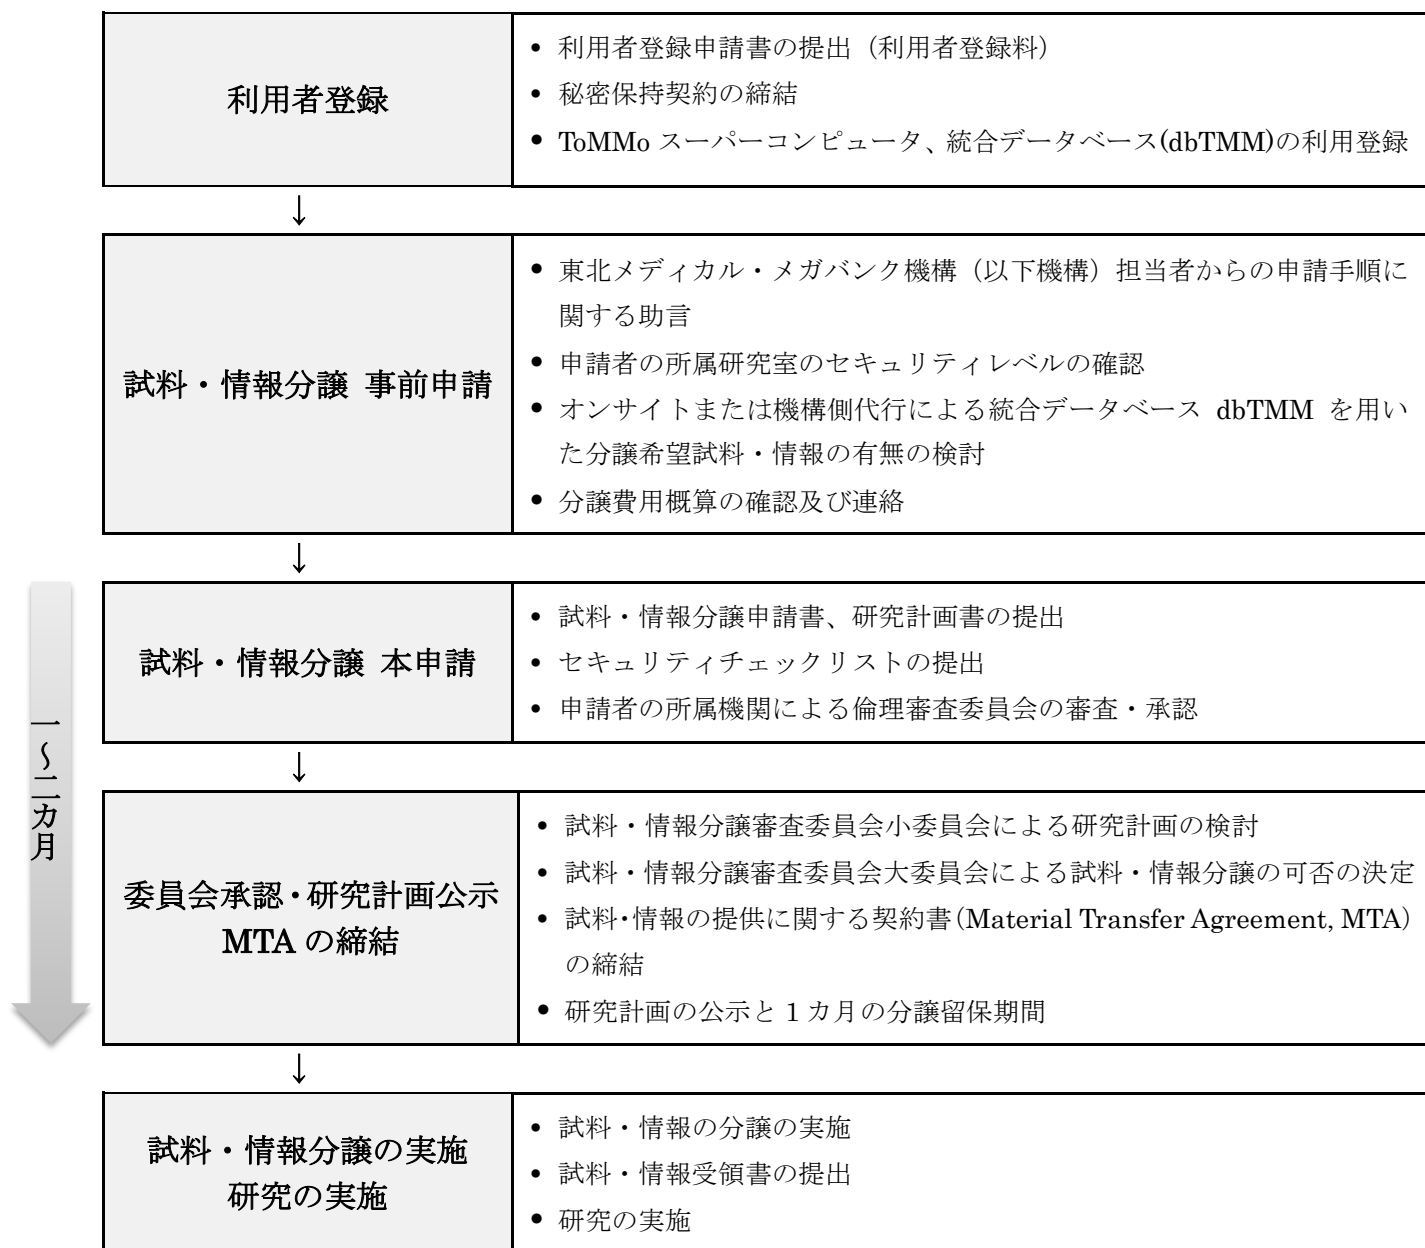 利用者登録
• 利用者登録申請書の提出（利用者登録料）
• 秘密保持契約の締結
• ToMMo スーパーコンピュータ、統合データベース(dbTMM)の利用登録
↓
試料・情報分譲 事前申請
• 東北メディカル・メガバンク機構（以下機構）担当者からの申請手順に
関する助言
• 申請者の所属研究室のセキュリティレベルの確認
• オンサイトまたは機構側代行による統合データベース dbTMM を用い
た分譲希望試料・情報の有無の検討
• 分譲費用概算の確認及び連絡
↓
一～二カ月
試料・情報分譲 本申請
• 試料・情報分譲申請書、研究計画書の提出
• セキュリティチェックリストの提出
• 申請者の所属機関による倫理審査委員会の審査・承認
↓
委員会承認・研究計画公示
MTA の締結
• 試料・情報分譲審査委員会小委員会による研究計画の検討
• 試料・情報分譲審査委員会大委員会による試料・情報分譲の可否の決定
• 試料・情報の提供に関する契約書（Material Transfer Agreement, MTA）
の締結
• 研究計画の公示と１カ月の分譲留保期間
↓
試料・情報分譲の実施
研究の実施
• 試料・情報の分譲の実施
• 試料・情報受領書の提出
• 研究の実施